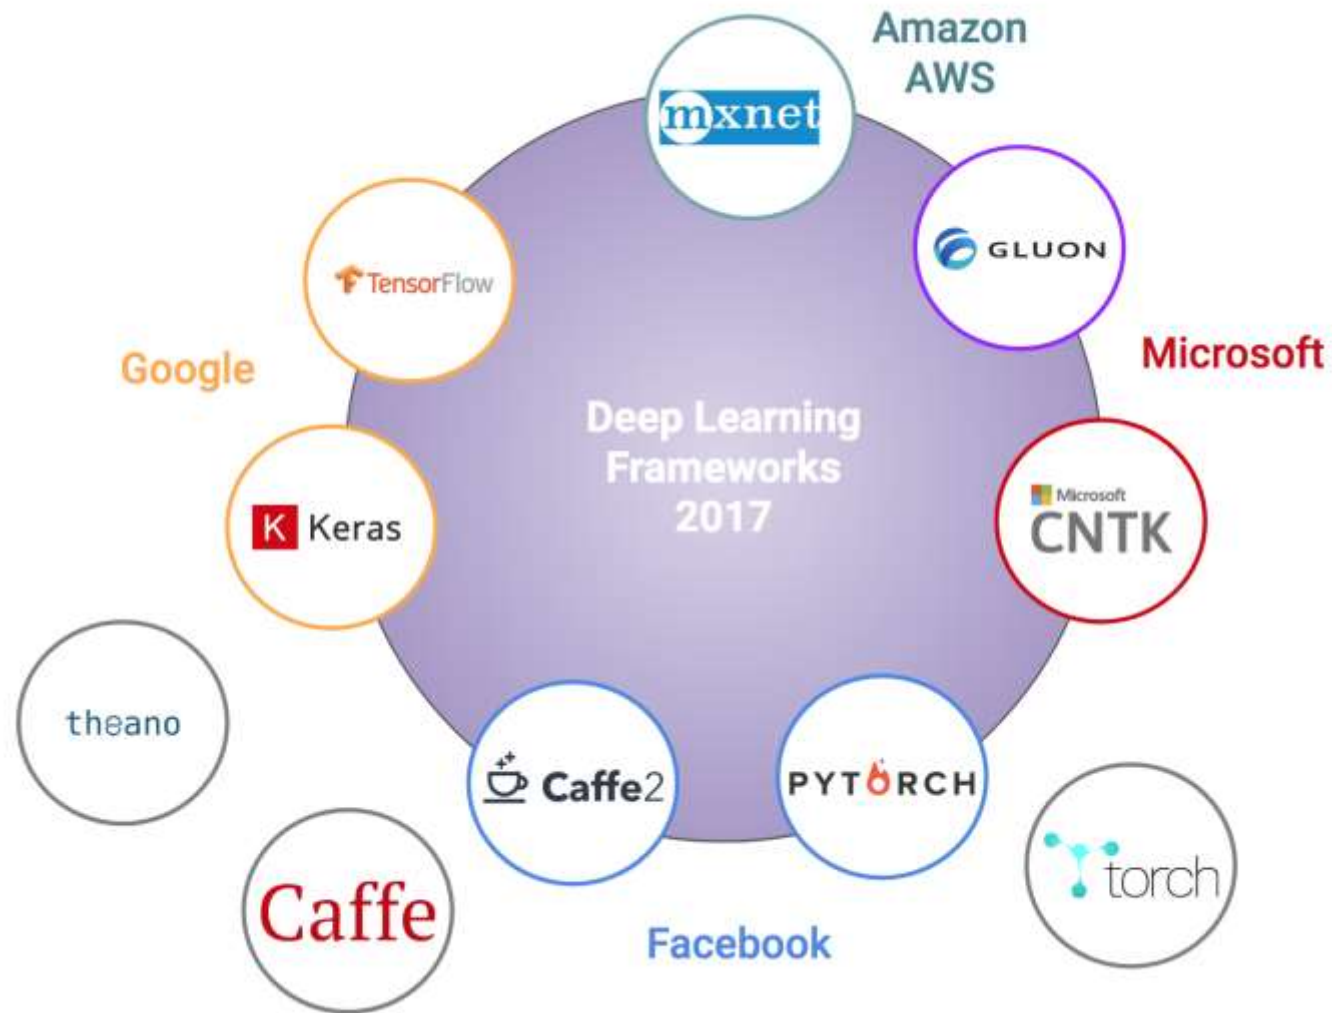 Amazon
AWS
mxnet
GLUON
TensorFlow
Google
Microsoft
Deep Learning
Frameworks
2017
K Keras
Microsoft
CNTK
theano
Caffe2
PYTORCH
Caffe
torch
Facebook